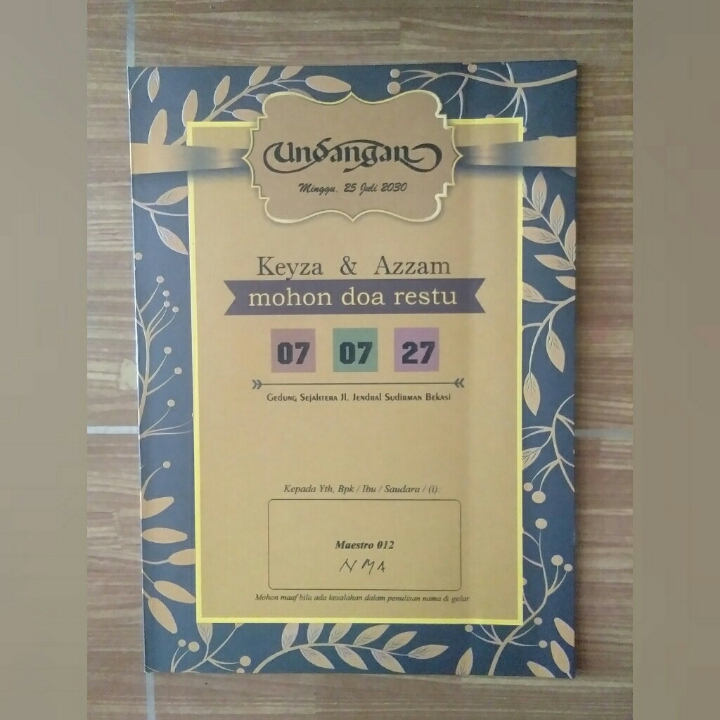 Undangan
Minggu, 25 Juli 2030
Keyza & Azzam
mohon doa restu
07 07 27
Gedung Sejahtera Jl. Jendral Sudirman Bekasi
Kepada Yth, Bpk / Ibu / Saudara / (i):
Maestro 012
NMA
Mohon maaf bila ada kesalahan dalam penulisan nama & gelar